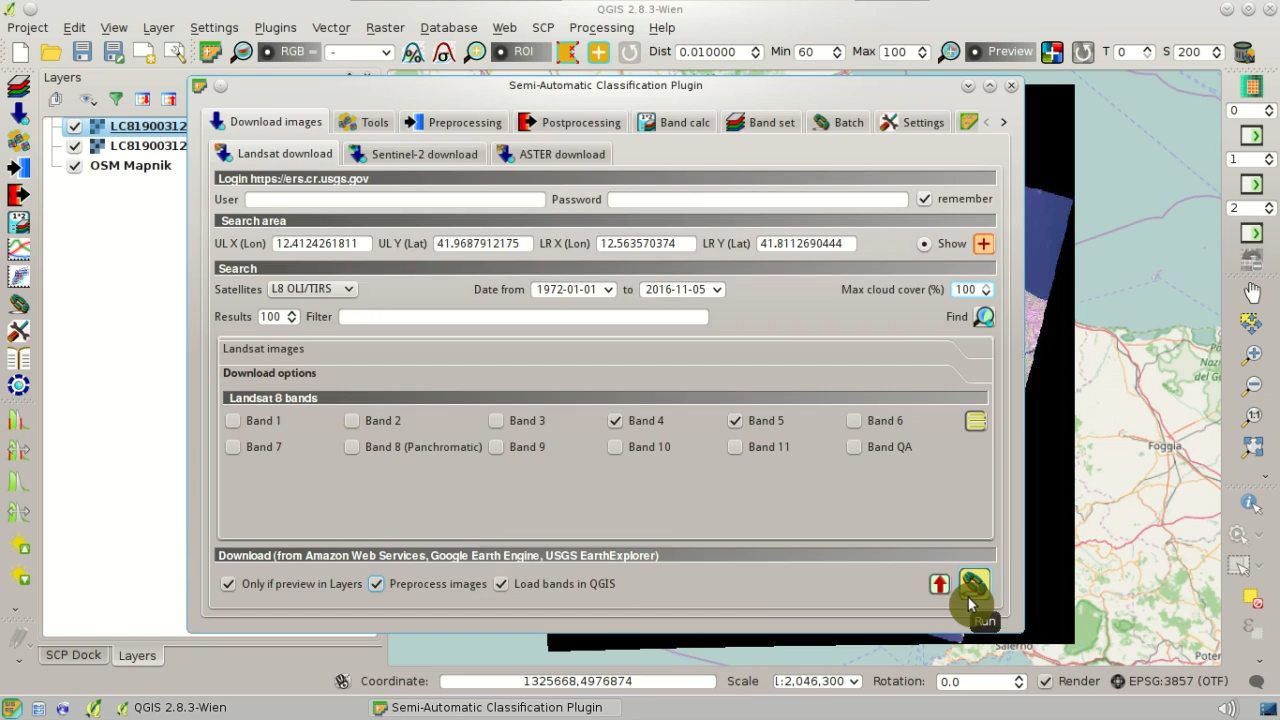 QGIS 2.8.3-Wien
Project Edit View Layer Settings Plugins Vector Raster Database Web SCP Processing Help
RGB = - ROI Dist 0.010000 Min 60 Max 100 Preview T 0 S 200
Layers
LC81900312
LC81900312
OSM Mapnik
Semi-Automatic Classification Plugin
Download images Tools Preprocessing Postprocessing Band calc Band set Batch Settings
Landsat download Sentinel-2 download ASTER download
Login https://ers.cr.usgs.gov
User Password remember
Search area
UL X (Lon) 12.4124261811 UL Y (Lat) 41.9687912175 LR X (Lon) 12.563570374 LR Y (Lat) 41.8112690444 Show
Search
Satellites L8 OLI/TIRS Date from 1972-01-01 to 2016-11-05 Max cloud cover (%) 100
Results 100 Filter Find
Landsat images
Download options
Landsat 8 bands
Band 1 Band 2 Band 3 Band 4 Band 5 Band 6
Band 7 Band 8 (Panchromatic) Band 9 Band 10 Band 11 Band QA
Download (from Amazon Web Services, Google Earth Engine, USGS EarthExplorer)
Only if preview in Layers Preprocess images Load bands in QGIS
Run
0
1
2
Foggia
Salerno
Poter
SCP Dock Layers
Coordinate: 1325668,4976874 Scale 1:2,046,300 Rotation: 0.0 Render EPSG:3857 (OTF)
QGIS 2.8.3-Wien Semi-Automatic Classification Plugin